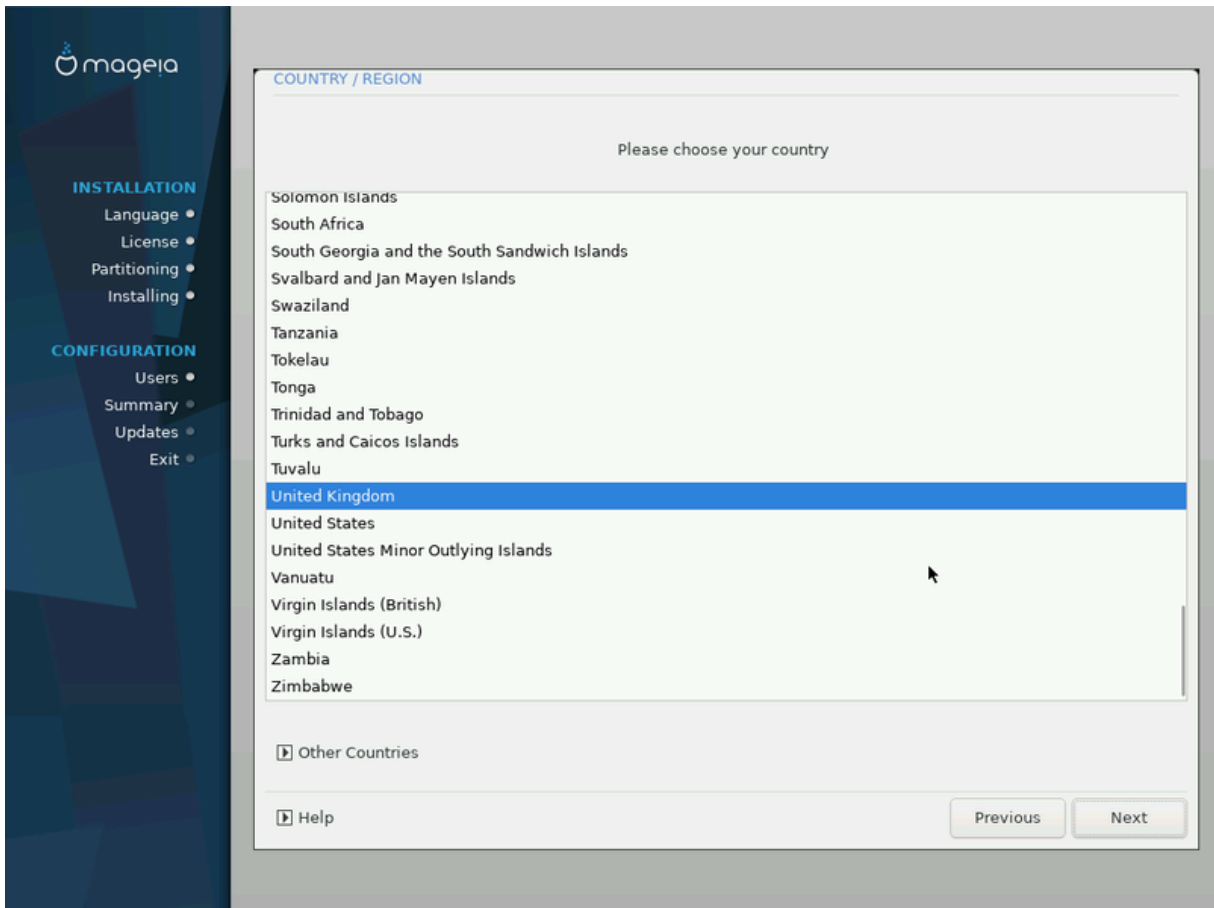 mageia
INSTALLATION
Language
License
Partitioning
Installing
CONFIGURATION
Users
Summary
Updates
Exit
COUNTRY / REGION
Please choose your country
Solomon Islands
South Africa
South Georgia and the South Sandwich Islands
Svalbard and Jan Mayen Islands
Swaziland
Tanzania
Tokelau
Tonga
Trinidad and Tobago
Turks and Caicos Islands
Tuvalu
United Kingdom
United States
United States Minor Outlying Islands
Vanuatu
Virgin Islands (British)
Virgin Islands (U.S.)
Zambia
Zimbabwe
Other Countries
Help
Previous
Next